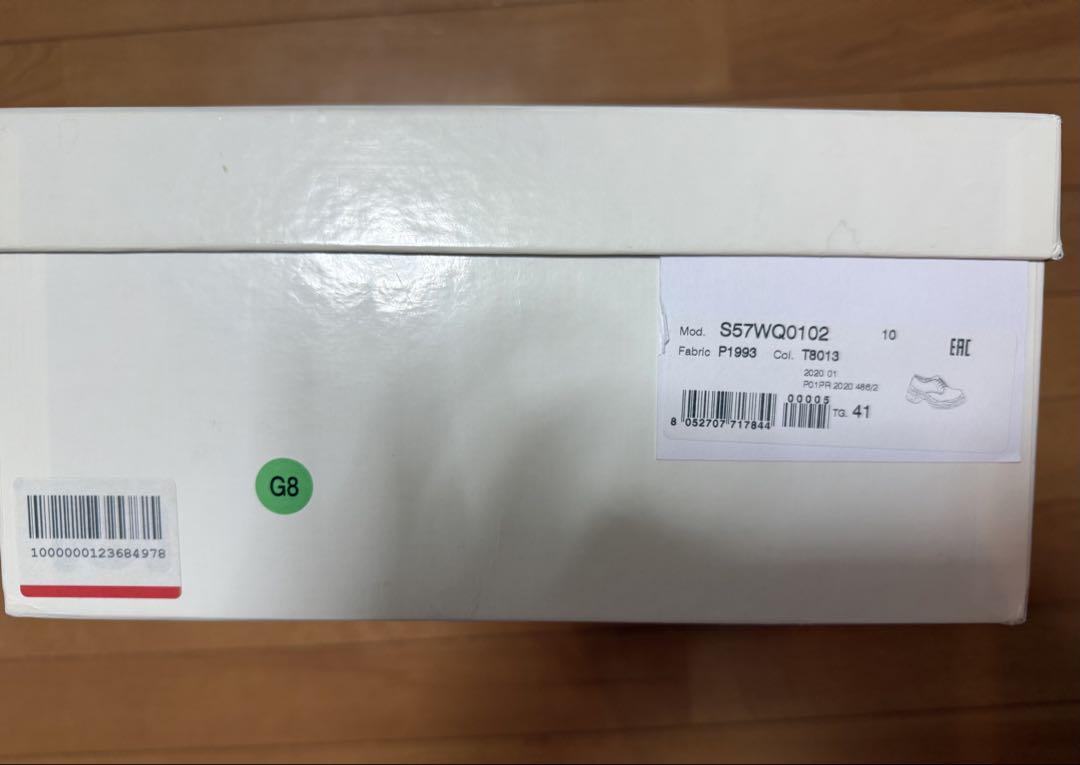 Mod. S57WQ0102 10
Fabric P1993 Col. T8013
EAC
2020 01
P01PR 2020 486/2
00005
TG. 41
8 052707 717844
G8
1000000123684978